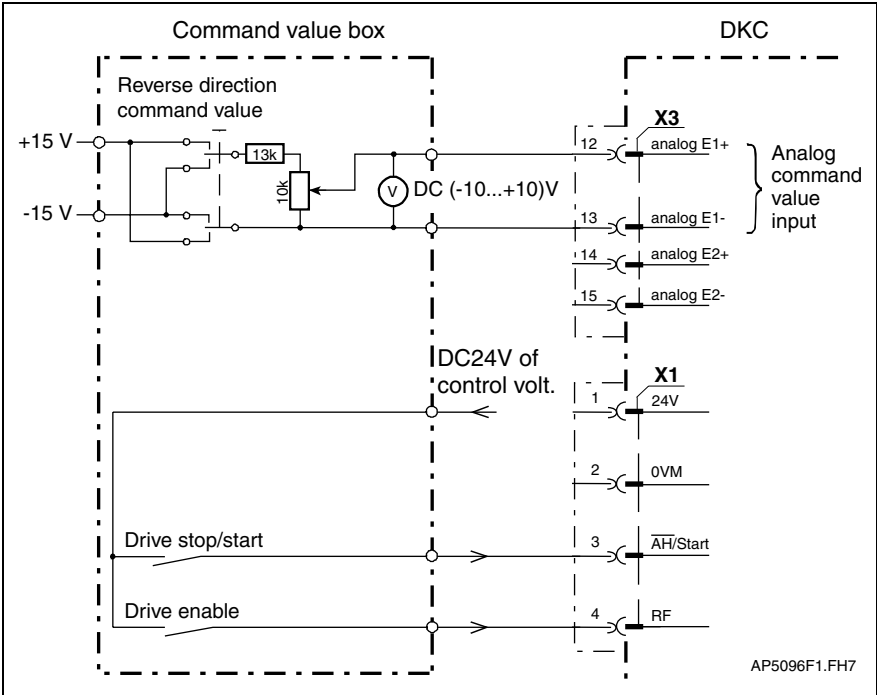 Command value box
DKC
Reverse direction
command value
+15 V
-15 V
13k
10k
V
DC (-10...+10)V
X3
12
analog E1+
13
analog E1-
14
analog E2+
15
analog E2-
Analog
command
value
input
DC24V of
control volt.
X1
1
24V
2
0VM
Drive stop/start
3
A̅H̅/Start
Drive enable
4
RF
AP5096F1.FH7